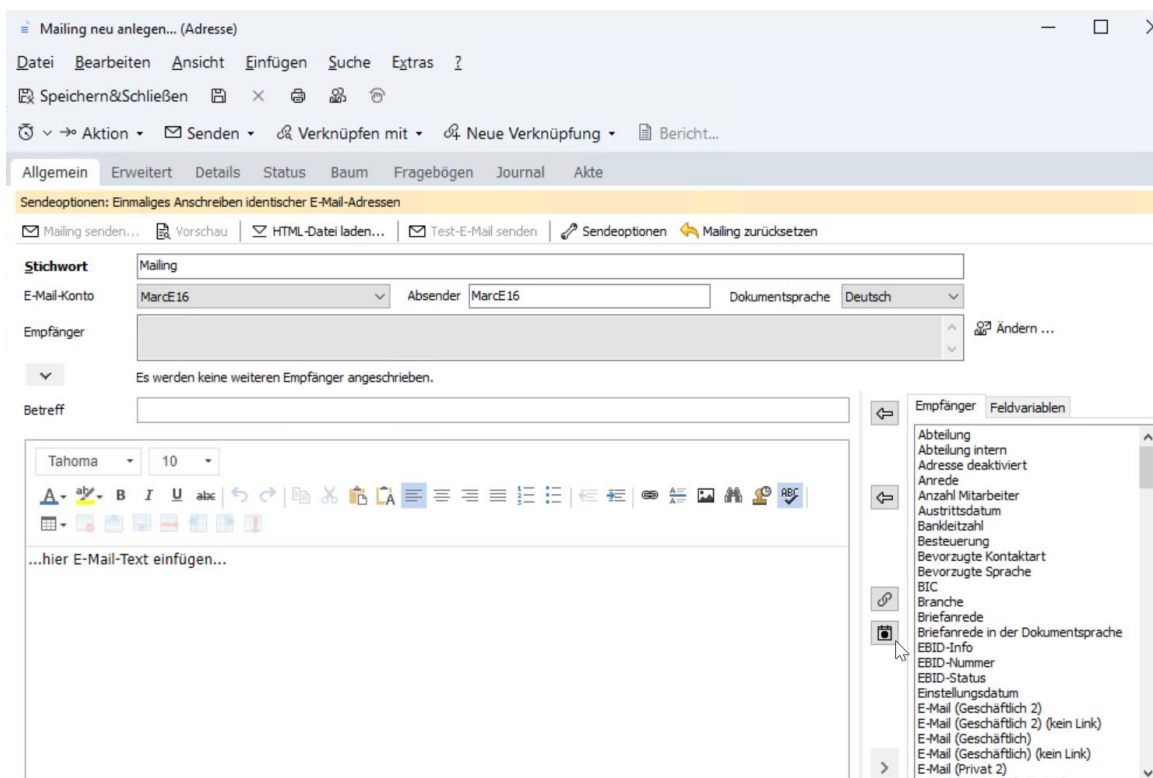 Mailing neu anlegen... (Adresse)
Datei Bearbeiten Ansicht Einfügen Suche Extras ?
Speichern&Schließen
Aktion Senden Verknüpfen mit Neue Verknüpfung Bericht...
Allgemein Erweitert Details Status Baum Fragebögen Journal Akte
Sendeoptionen: Einmaliges Anschreiben identischer E-Mail-Adressen
Mailing senden... Vorschau HTML-Datei laden... Test-E-Mail senden Sendeoptionen Mailing zurücksetzen
Stichwort Mailing
E-Mail-Konto MarcE16 Absender MarcE16 Dokumentsprache Deutsch
Empfänger Ändern ...
Es werden keine weiteren Empfänger angeschrieben.
Betreff
Empfänger Feldvariablen
Tahoma 10
A aby B I U abc ABC
...hier E-Mail-Text einfügen...
Abteilung
Abteilung intern
Adresse deaktiviert
Anrede
Anzahl Mitarbeiter
Austrittsdatum
Bankleitzahl
Besteuerung
Bevorzugte Kontaktart
Bevorzugte Sprache
BIC
Branche
Briefanrede
Briefanrede in der Dokumentsprache
EBID-Info
EBID-Nummer
EBID-Status
Einstellungsdatum
E-Mail (Geschäftlich 2)
E-Mail (Geschäftlich 2) (kein Link)
E-Mail (Geschäftlich)
E-Mail (Geschäftlich) (kein Link)
E-Mail (Privat 2)